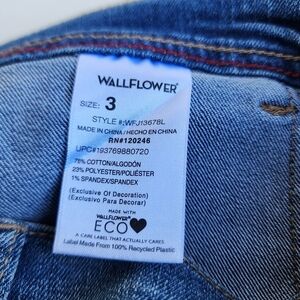 WALLFLOWER®
SIZE: 3
STYLE #:WFJ13678L
MADE IN CHINA/HECHO EN CHINA
RN#120246
UPC#193769880720
76% COTTON/ALGODÓN
23% POLYESTER/POLIÉSTER
1% SPANDEX/SPANDEX
(Exclusive Of Decoration)
(Exclusivo Para Decorar)
MADE WITH
WALLFLOWER®
ECO
A CARE LABEL THAT ACTUALLY CARES
Label Made From 100% Recycled Plastic